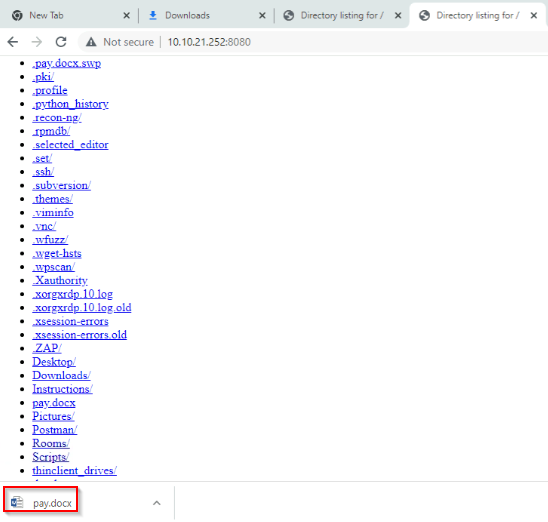 New Tab
Downloads
Directory listing for /
Directory listing for /
Not secure | 10.10.21.252:8080
.pay.docx.swp
.pki/
.profile
.python_history
.recon-ng/
.rpmdb/
.selected_editor
.set/
.ssh/
.subversion/
.themes/
.viminfo
.vnc/
.wfuzz/
.wget-hsts
.wpscan/
.Xauthority
.xorgxrdp.10.log
.xorgxrdp.10.log.old
.xsession-errors
.xsession-errors.old
.ZAP/
Desktop/
Downloads/
Instructions/
pay.docx
Pictures/
Postman/
Rooms/
Scripts/
thinclient_drives/
pay.docx